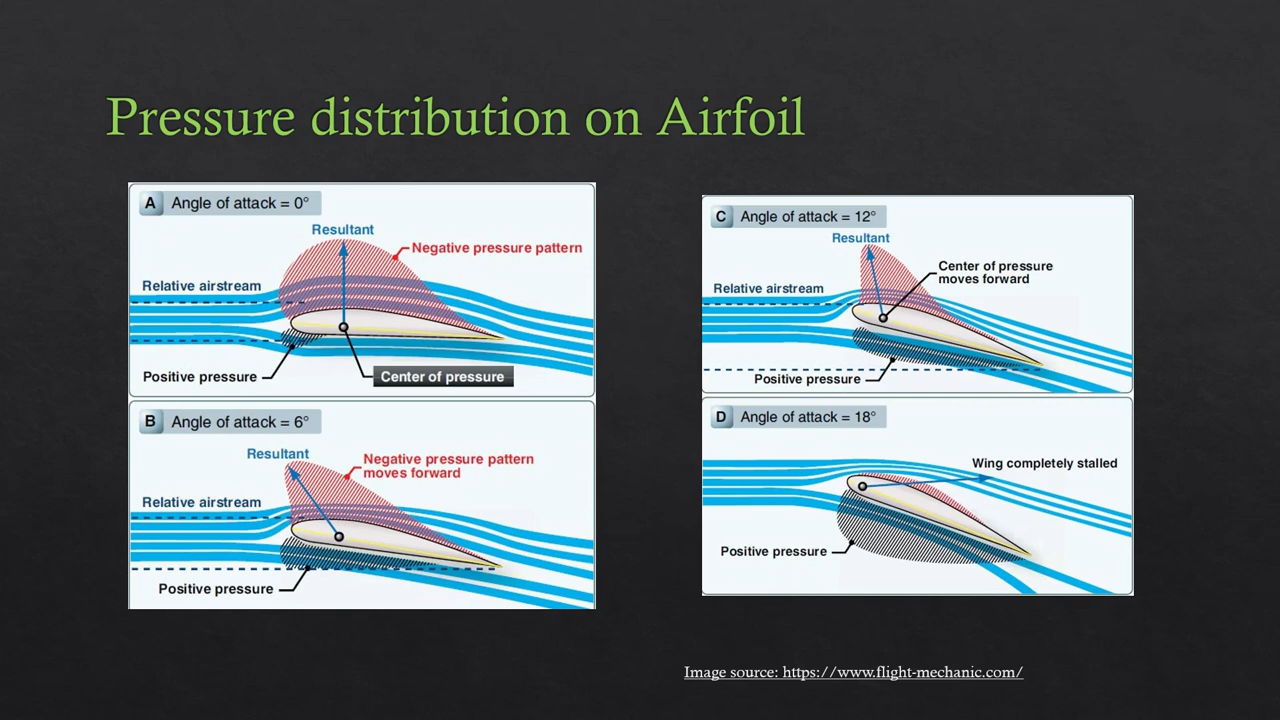 Pressure distribution on Airfoil
A Angle of attack = 0°
Resultant
Negative pressure pattern
Relative airstream
Positive pressure
Center of pressure
B Angle of attack = 6°
Resultant
Negative pressure pattern
moves forward
Relative airstream
Positive pressure
C Angle of attack = 12°
Resultant
Center of pressure
moves forward
Relative airstream
Positive pressure
D Angle of attack = 18°
Wing completely stalled
Positive pressure
Image source: https://www.flight-mechanic.com/